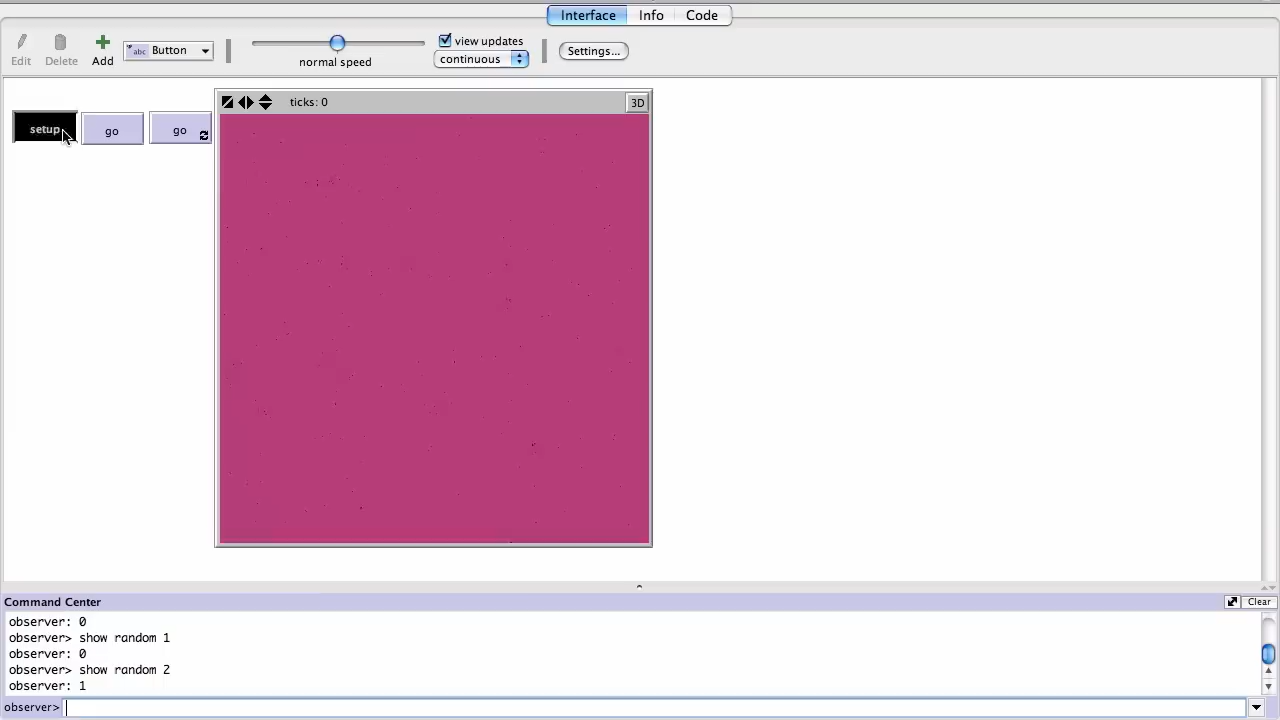 Interface Info Code
Edit Delete Add abc Button normal speed view updates continuous Settings...
setup go go
ticks: 0 3D
Command Center Clear
observer: 0
observer> show random 1
observer: 0
observer> show random 2
observer: 1
observer>